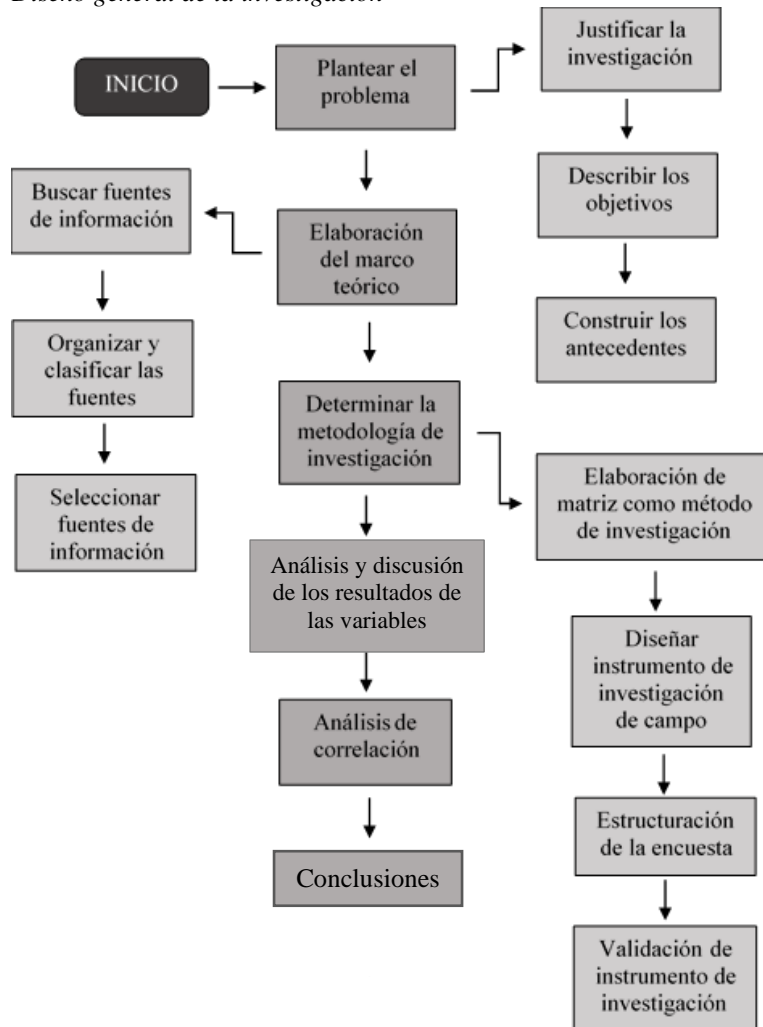 Diseño general de la investigación
INICIO
Plantear el
problema
Justificar la
investigación
Describir los
objetivos
Construir los
antecedentes
Elaboración
del marco
teórico
Buscar fuentes
de información
Organizar y
clasificar las
fuentes
Seleccionar
fuentes de
información
Determinar la
metodología de
investigación
Elaboración de
matriz como método
de investigación
Diseñar
instrumento de
investigación
de campo
Estructuración
de la encuesta
Validación de
instrumento de
investigación
Análisis y discusión
de los resultados de
las variables
Análisis de
correlación
Conclusiones